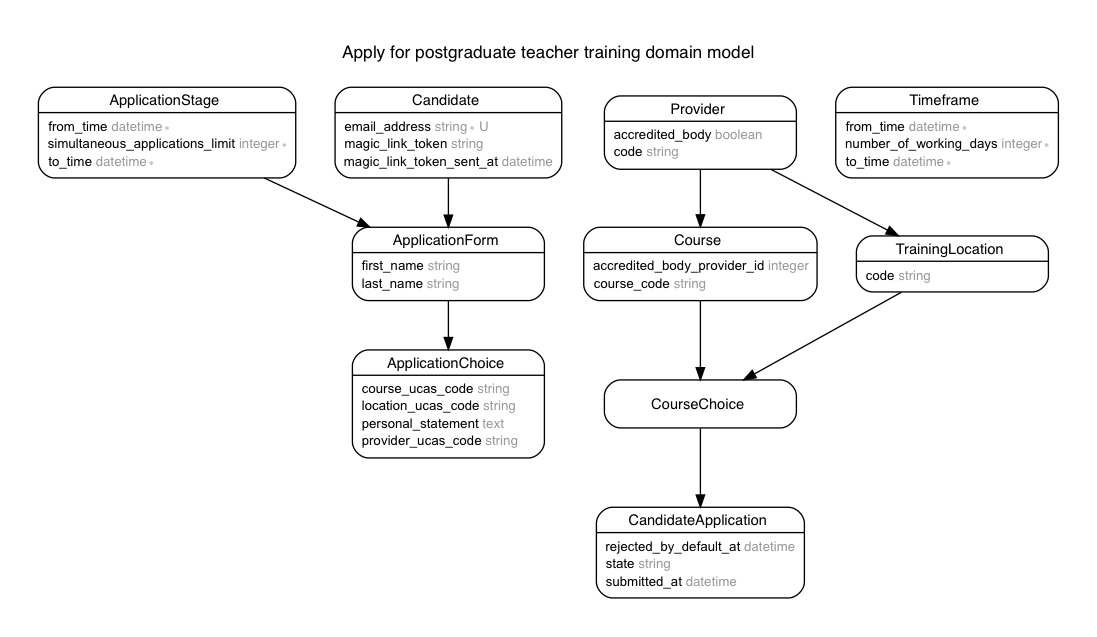 Apply for postgraduate teacher training domain model
ApplicationStage
from_time datetime *
simultaneous_applications_limit integer *
to_time datetime *
Candidate
email_address string * U
magic_link_token string
magic_link_token_sent_at datetime
Provider
accredited_body boolean
code string
Timeframe
from_time datetime *
number_of_working_days integer *
to_time datetime *
ApplicationForm
first_name string
last_name string
Course
accredited_body_provider_id integer
course_code string
TrainingLocation
code string
ApplicationChoice
course_ucas_code string
location_ucas_code string
personal_statement text
provider_ucas_code string
CourseChoice
CandidateApplication
rejected_by_default_at datetime
state string
submitted_at datetime